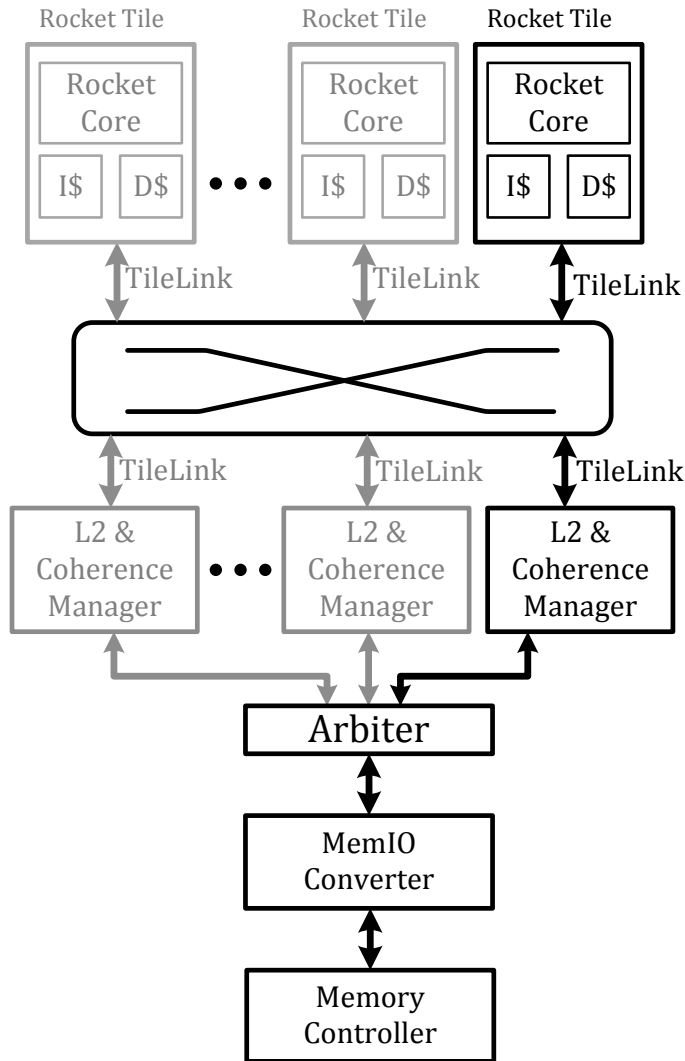 Rocket Tile
Rocket Tile
Rocket Tile
Rocket
Core
I$
D$
Rocket
Core
I$
D$
Rocket
Core
I$
D$
TileLink
TileLink
TileLink
TileLink
TileLink
TileLink
L2 &
Coherence
Manager
L2 &
Coherence
Manager
L2 &
Coherence
Manager
Arbiter
MemIO
Converter
Memory
Controller